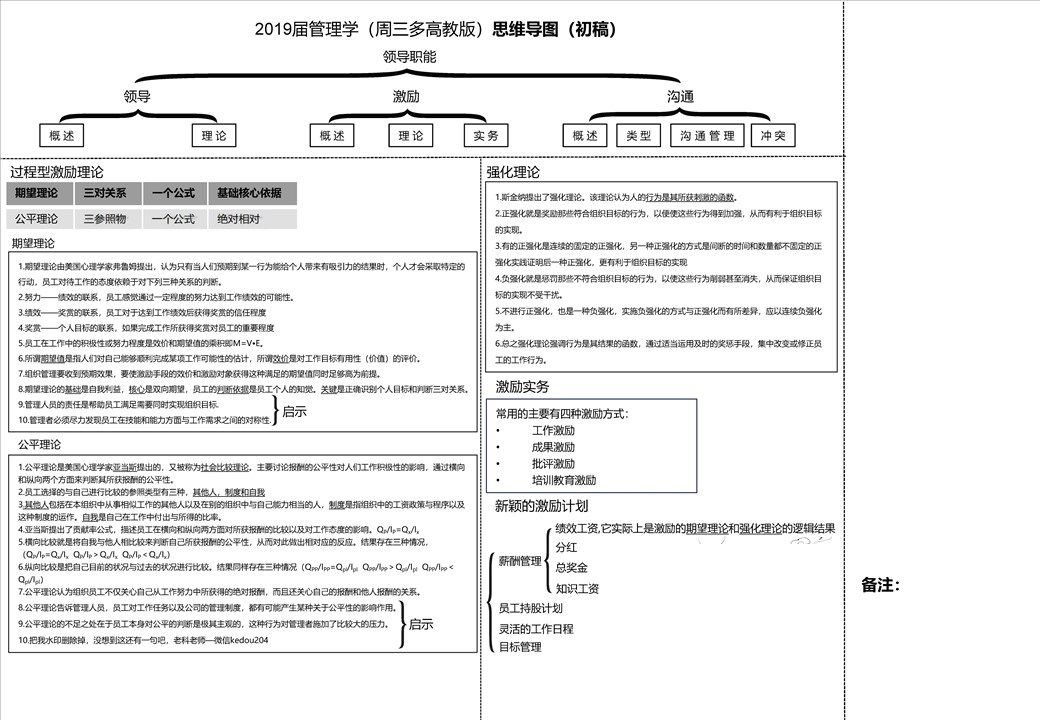 2019届管理学（周三多高教版）思维导图（初稿）
领导职能
领导
激励
沟通
概述
理论
概述
理论
实务
概述
类型
沟通管理
冲突
过程型激励理论
期望理论 三对关系 一个公式 基础核心依据
公平理论 三参照物 一个公式 绝对相对
期望理论
1.期望理论由美国心理学家弗鲁姆提出，认为只有当人们预期到某一行为能给个人带来有吸引力的结果时，个人才会采取特定的
行动，员工对待工作的态度依赖于对下列三种关系的判断。
2.努力——绩效的联系，员工感觉通过一定程度的努力达到工作绩效的可能性。
3.绩效——奖赏的联系，员工对于达到工作绩效后获得奖赏的信任程度
4.奖赏——个人目标的联系，如果完成工作所获得奖赏对员工的重要程度
5.员工在工作中的积极性或努力程度是效价和期望值的乘积即M=V•E。
6.所谓期望值是指人们对自己能够顺利完成某项工作可能性的估计，所谓效价是对工作目标有用性（价值）的评价。
7.组织管理要收到预期效果，要使激励手段的效价和激励对象获得这种满足的期望值同时足够高为前提。
8.期望理论的基础是自我利益，核心是双向期望，员工的判断依据是员工个人的知觉。关键是正确识别个人目标和判断三对关系。
9.管理人员的责任是帮助员工满足需要同时实现组织目标.
10.管理者必须尽力发现员工在技能和能力方面与工作需求之间的对称性.
启示
公平理论
1.公平理论是美国心理学家亚当斯提出的，又被称为社会比较理论。主要讨论报酬的公平性对人们工作积极性的影响，通过横向
和纵向两个方面来判断其所获报酬的公平性。
2.员工选择的与自己进行比较的参照类型有三种，其他人，制度和自我
3.其他人包括在本组织中从事相似工作的其他人以及在别的组织中与自己能力相当的人，制度是指组织中的工资政策与程序以及
这种制度的运作。自我是自己在工作中付出与所得的比率。
4.亚当斯提出了贡献率公式，描述员工在横向和纵向两方面对所获报酬的比较以及对工作态度的影响。Qₚ/Iₚ=Qₓ/Iₓ
5.横向比较就是将自我与他人相比较来判断自己所获报酬的公平性，从而对此做出相对应的反应。结果存在三种情况，
（Qₚ/Iₚ=Qₓ/Iₓ Qₚ/Iₚ＞Qₓ/Iₓ Qₚ/Iₚ＜Qₓ/Iₓ）
6.纵向比较是把自己目前的状况与过去的状况进行比较。结果同样存在三种情况（Qₚₚ/Iₚₚ=Qₚₗ/Iₚₗ Qₚₚ/Iₚₚ＞Qₚₗ/Iₚₗ Qₚₚ/Iₚₚ＜
Qₚₗ/Iₚₗ）
7.公平理论认为组织员工不仅关心自己从工作努力中所获得的绝对报酬，而且还关心自己的报酬和他人报酬的关系。
8.公平理论告诉管理人员，员工对工作任务以及公司的管理制度，都有可能产生某种关于公平性的影响作用。
9.公平理论的不足之处在于员工本身对公平的判断是极其主观的，这种行为对管理者施加了比较大的压力。
10.把我水印删除掉，没想到这还有一句吧，老科老师—微信kedou204
启示
强化理论
1.斯金纳提出了强化理论。该理论认为人的行为是其所获刺激的函数。
2.正强化就是奖励那些符合组织目标的行为，以便使这些行为得到加强，从而有利于组织目标
的实现。
3.有的正强化是连续的固定的正强化，另一种正强化的方式是间断的时间和数量都不固定的正
强化实践证明后一种正强化，更有利于组织目标的实现
4.负强化就是惩罚那些不符合组织目标的行为，以使这些行为削弱甚至消失，从而保证组织目
标的实现不受干扰。
5.不进行正强化，也是一种负强化，实施负强化的方式与正强化而有所差异，应以连续负强化
为主。
6.总之强化理论强调行为是其结果的函数，通过适当运用及时的奖惩手段，集中改变或修正员
工的工作行为。
激励实务
常用的主要有四种激励方式：
• 工作激励
• 成果激励
• 批评激励
• 培训教育激励
新颖的激励计划
绩效工资,它实际上是激励的期望理论和强化理论的逻辑结果
分红
薪酬管理
总奖金
知识工资
员工持股计划
灵活的工作日程
目标管理
备注：